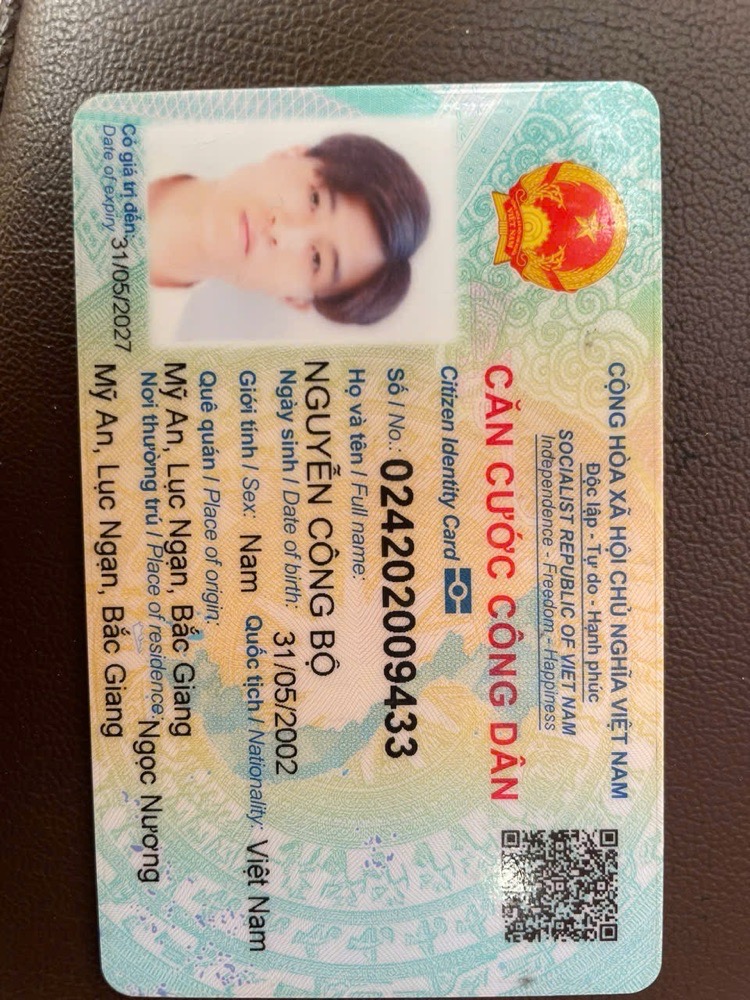 CỘNG HÒA XÃ HỘI CHỦ NGHĨA VIỆT NAM
Độc lập - Tự do - Hạnh phúc
SOCIALIST REPUBLIC OF VIET NAM
Independence - Freedom - Happiness
CĂN CƯỚC CÔNG DÂN
Citizen Identity Card
Số / No.: 024202009433
Họ và tên / Full name:
NGUYỄN CÔNG BỘ
Ngày sinh / Date of birth: 31/05/2002
Giới tính / Sex: Nam Quốc tịch / Nationality: Việt Nam
Quê quán / Place of origin:
Mỹ An, Lục Ngạn, Bắc Giang
Nơi thường trú / Place of residence: Ngọc Nương
Mỹ An, Lục Ngạn, Bắc Giang
Có giá trị đến: 31/05/2027
Date of expiry
VIỆT NAM